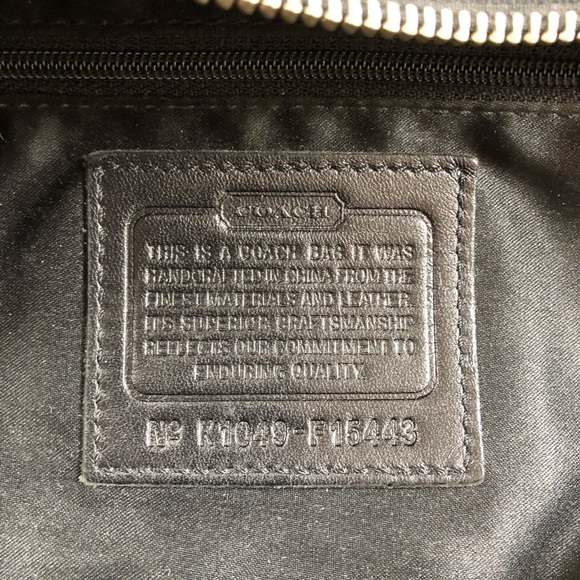 COACH
THIS IS A COACH BAG IT WAS
HANDCRAFTED IN CHINA FROM THE
FINEST MATERIALS AND LEATHER.
ITS SUPERIOR CRAFTSMANSHIP
REFLECTS OUR COMMITMENT TO
ENDURING QUALITY.
Nº K1049-F15443